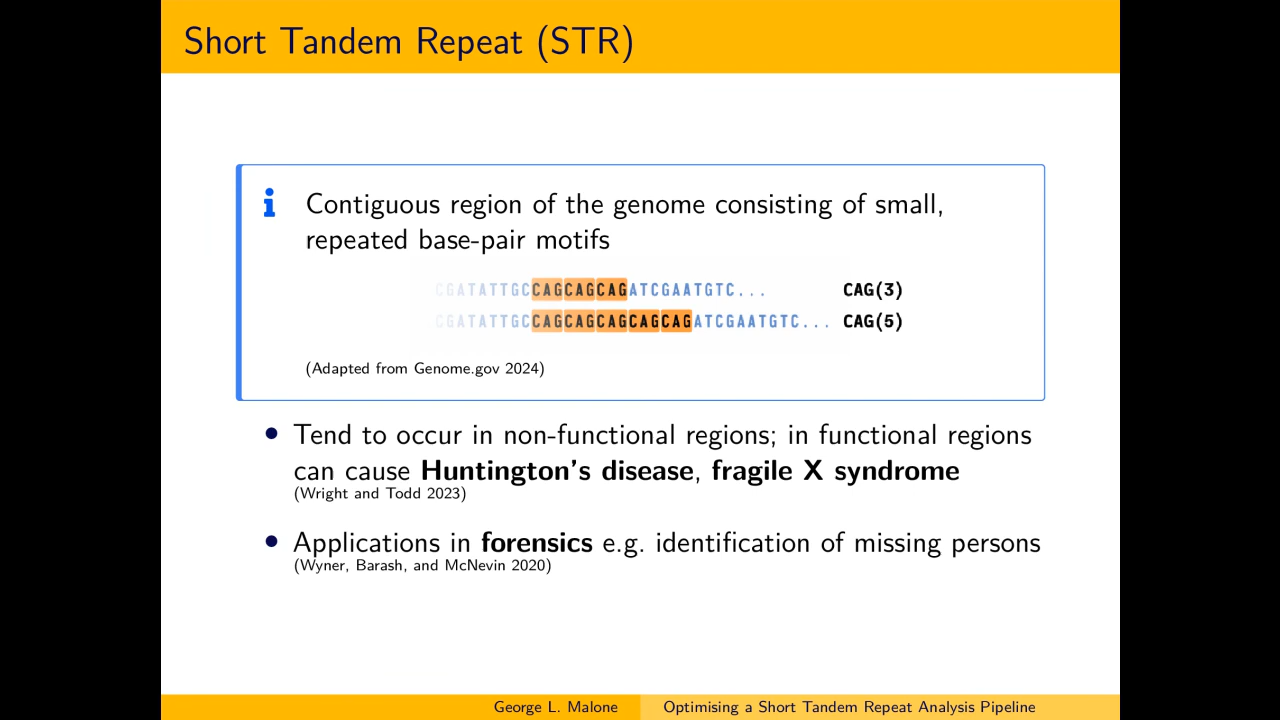 Short Tandem Repeat (STR)
Contiguous region of the genome consisting of small,
repeated base-pair motifs
CGATATTGCCAGCAGCAGATCGAATGTC... CAG(3)
CGATATTGCCAGCAGCAGCAGCAGATCGAATGTC... CAG(5)
(Adapted from Genome.gov 2024)
• Tend to occur in non-functional regions; in functional regions
can cause Huntington's disease, fragile X syndrome
(Wright and Todd 2023)
• Applications in forensics e.g. identification of missing persons
(Wyner, Barash, and McNevin 2020)
George L. Malone Optimising a Short Tandem Repeat Analysis Pipeline